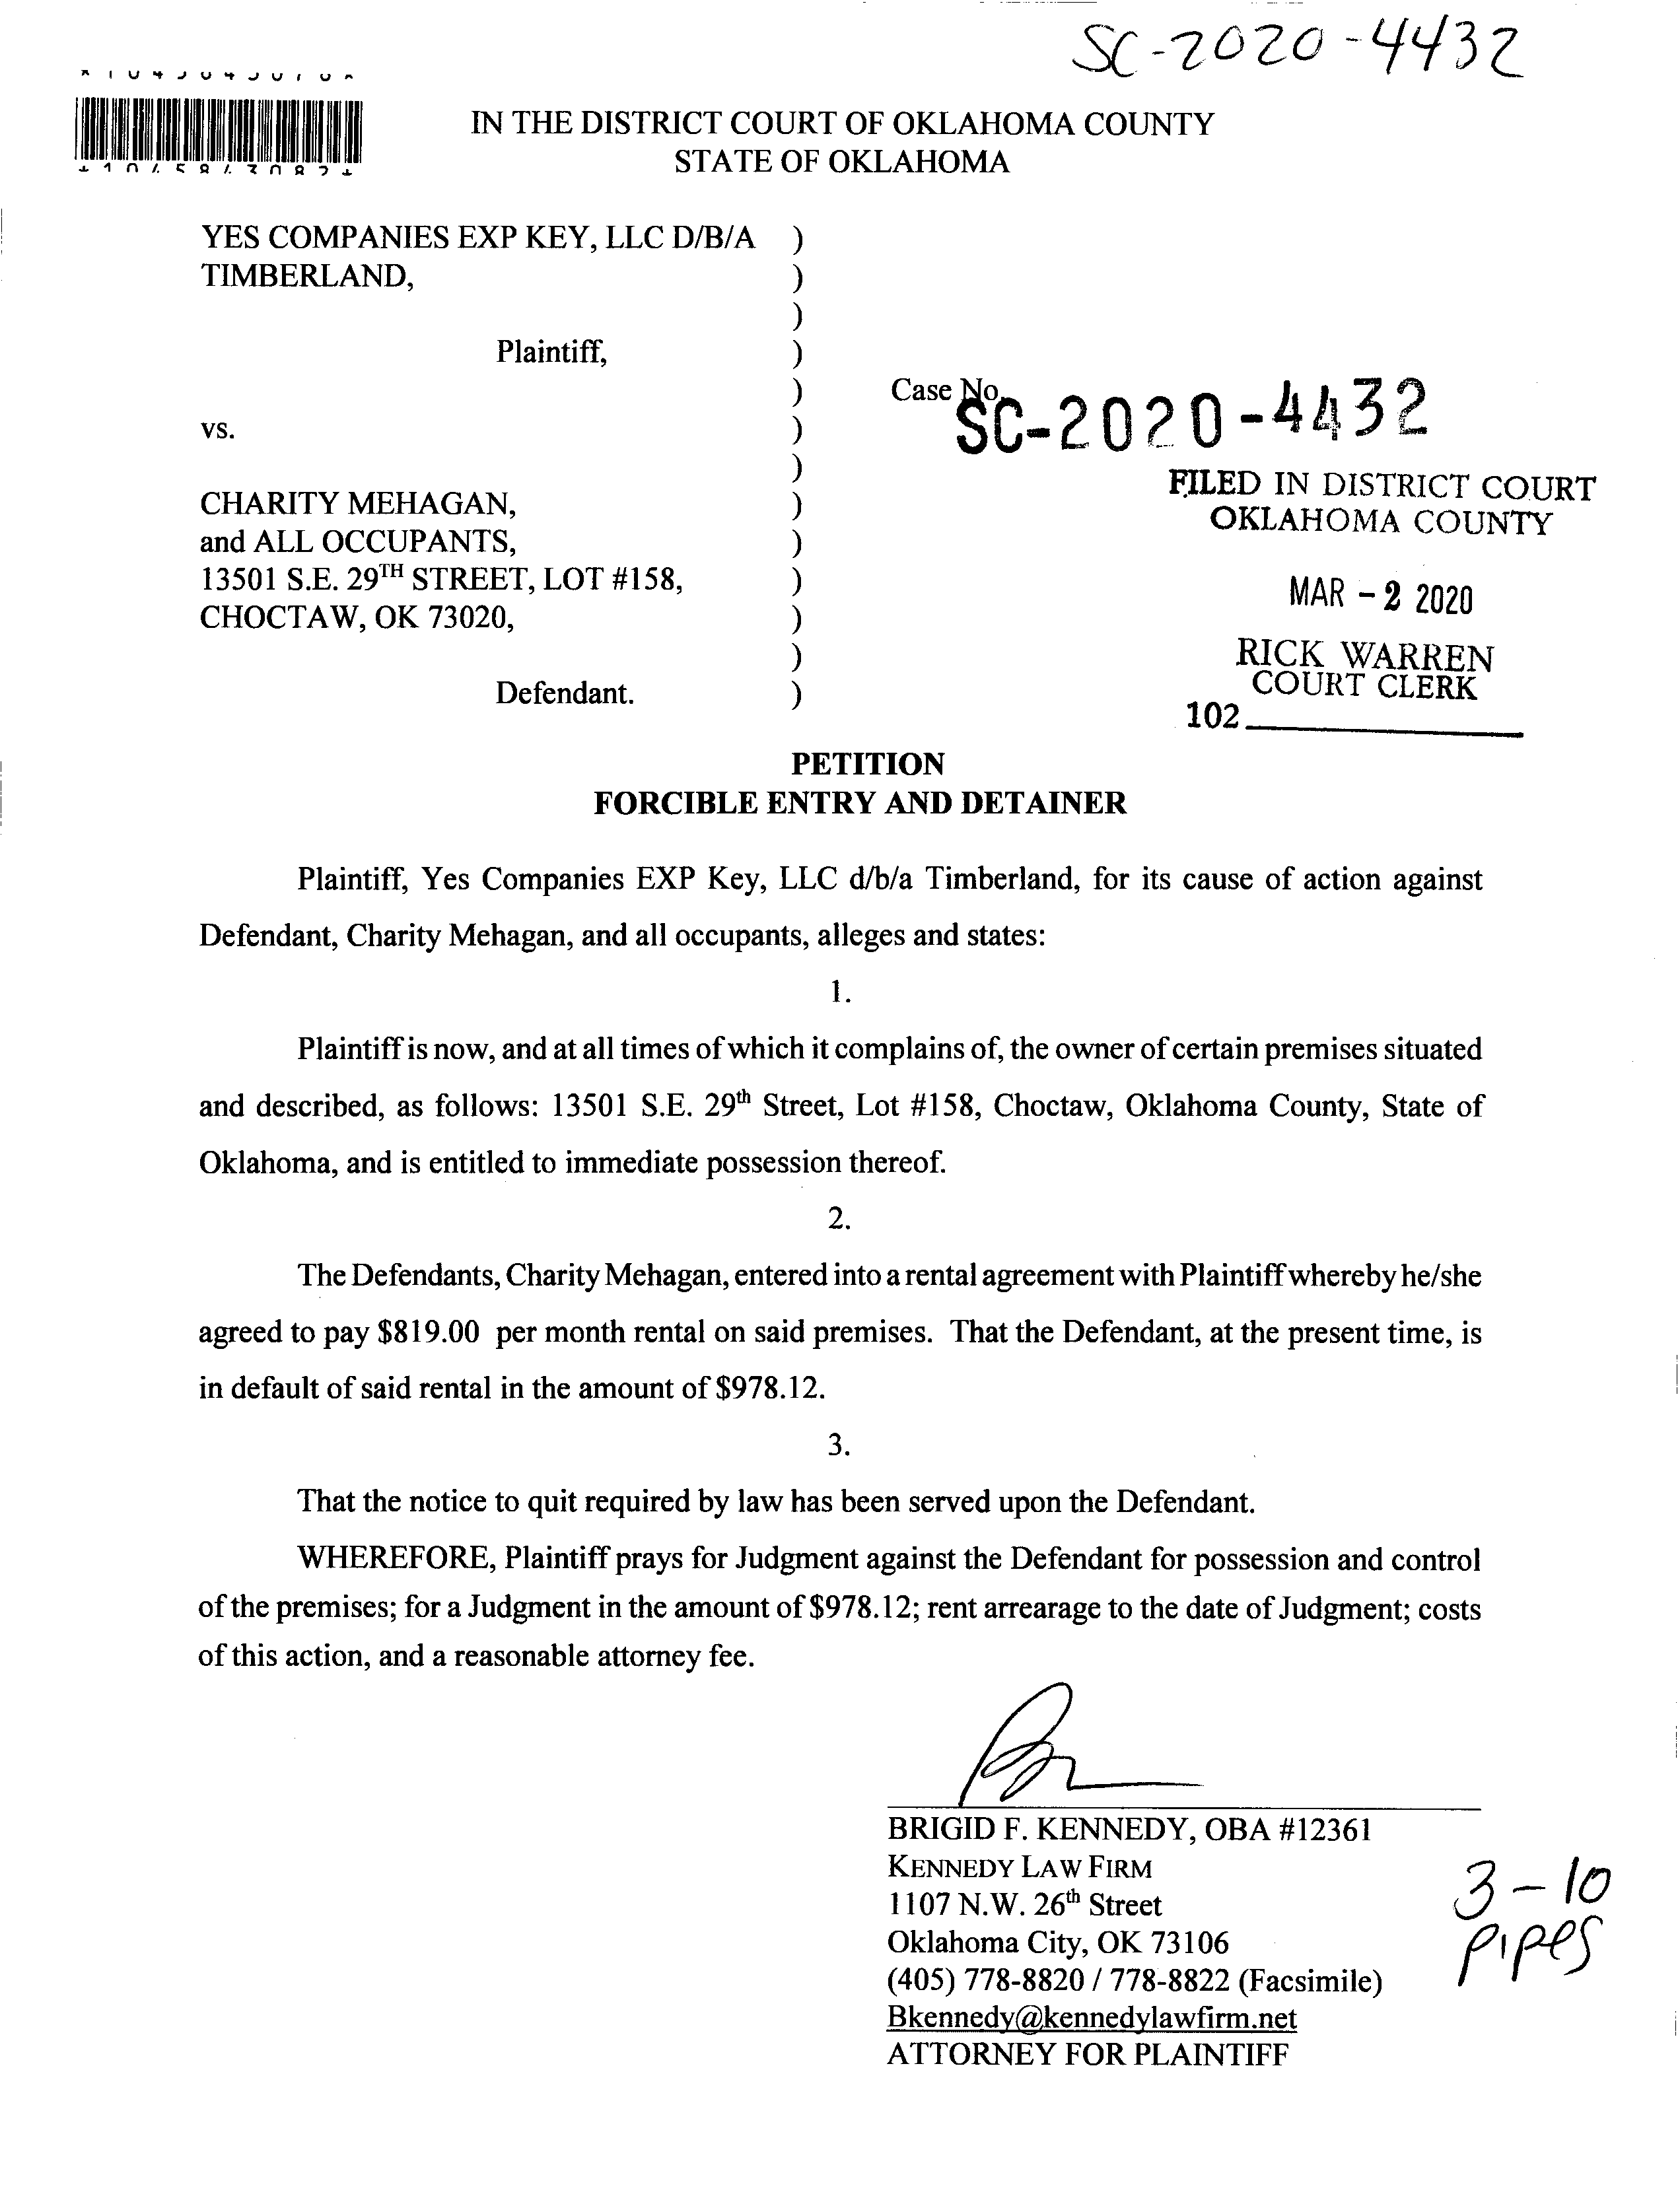 SC-2020-4432
IN THE DISTRICT COURT OF OKLAHOMA COUNTY
STATE OF OKLAHOMA
YES COMPANIES EXP KEY, LLC D/B/A )
TIMBERLAND, )
)
Plaintiff, )
) Case No.
SC-2020-4432
vs. )
)
FILED IN DISTRICT COURT
OKLAHOMA COUNTY
CHARITY MEHAGAN, )
and ALL OCCUPANTS, )
13501 S.E. 29TH STREET, LOT #158, )
MAR - 2 2020
CHOCTAW, OK 73020, )
)
RICK WARREN
COURT CLERK
Defendant. )
102
PETITION
FORCIBLE ENTRY AND DETAINER
Plaintiff, Yes Companies EXP Key, LLC d/b/a Timberland, for its cause of action against
Defendant, Charity Mehagan, and all occupants, alleges and states:
1.
Plaintiff is now, and at all times of which it complains of, the owner of certain premises situated
and described, as follows: 13501 S.E. 29th Street, Lot #158, Choctaw, Oklahoma County, State of
Oklahoma, and is entitled to immediate possession thereof.
2.
The Defendants, Charity Mehagan, entered into a rental agreement with Plaintiff whereby he/she
agreed to pay $819.00 per month rental on said premises. That the Defendant, at the present time, is
in default of said rental in the amount of $978.12.
3.
That the notice to quit required by law has been served upon the Defendant.
WHEREFORE, Plaintiff prays for Judgment against the Defendant for possession and control
of the premises; for a Judgment in the amount of $978.12; rent arrearage to the date of Judgment; costs
of this action, and a reasonable attorney fee.
BRIGID F. KENNEDY, OBA #12361
KENNEDY LAW FIRM
1107 N.W. 26th Street
Oklahoma City, OK 73106
(405) 778-8820 / 778-8822 (Facsimile)
Bkennedy@kennedylawfirm.net
ATTORNEY FOR PLAINTIFF
3-10
PIPES